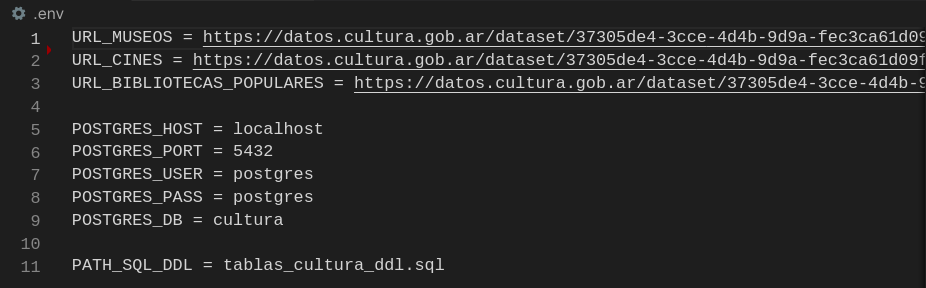 .env
1 URL_MUSEOS = https://datos.cultura.gob.ar/dataset/37305de4-3cce-4d4b-9d9a-fec3ca61d09
2 URL_CINES = https://datos.cultura.gob.ar/dataset/37305de4-3cce-4d4b-9d9a-fec3ca61d09f
3 URL_BIBLIOTECAS_POPULARES = https://datos.cultura.gob.ar/dataset/37305de4-3cce-4d4b-9
4
5 POSTGRES_HOST = localhost
6 POSTGRES_PORT = 5432
7 POSTGRES_USER = postgres
8 POSTGRES_PASS = postgres
9 POSTGRES_DB = cultura
10
11 PATH_SQL_DDL = tablas_cultura_ddl.sql